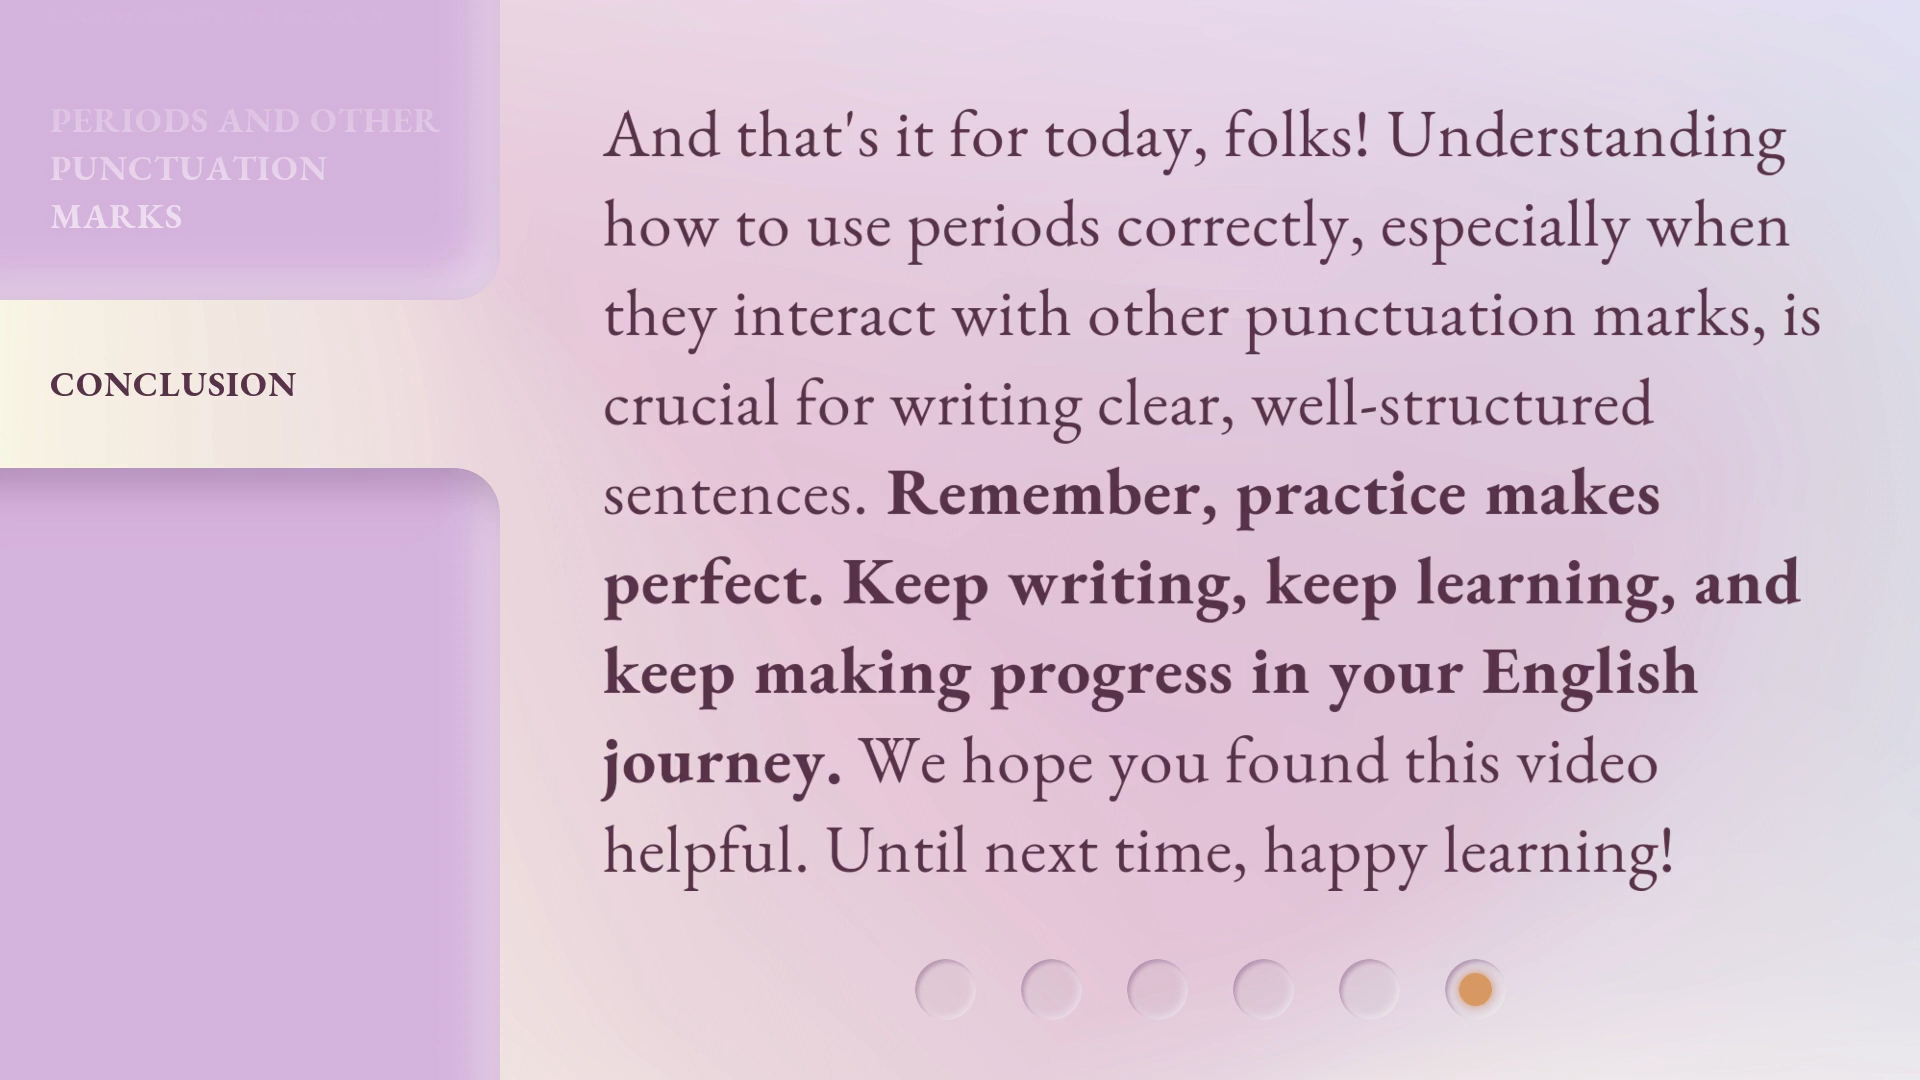 PERIODS AND OTHER
PUNCTUATION
MARKS
CONCLUSION
And that's it for today, folks! Understanding
how to use periods correctly, especially when
they interact with other punctuation marks, is
crucial for writing clear, well-structured
sentences. Remember, practice makes
perfect. Keep writing, keep learning, and
keep making progress in your English
journey. We hope you found this video
helpful. Until next time, happy learning!